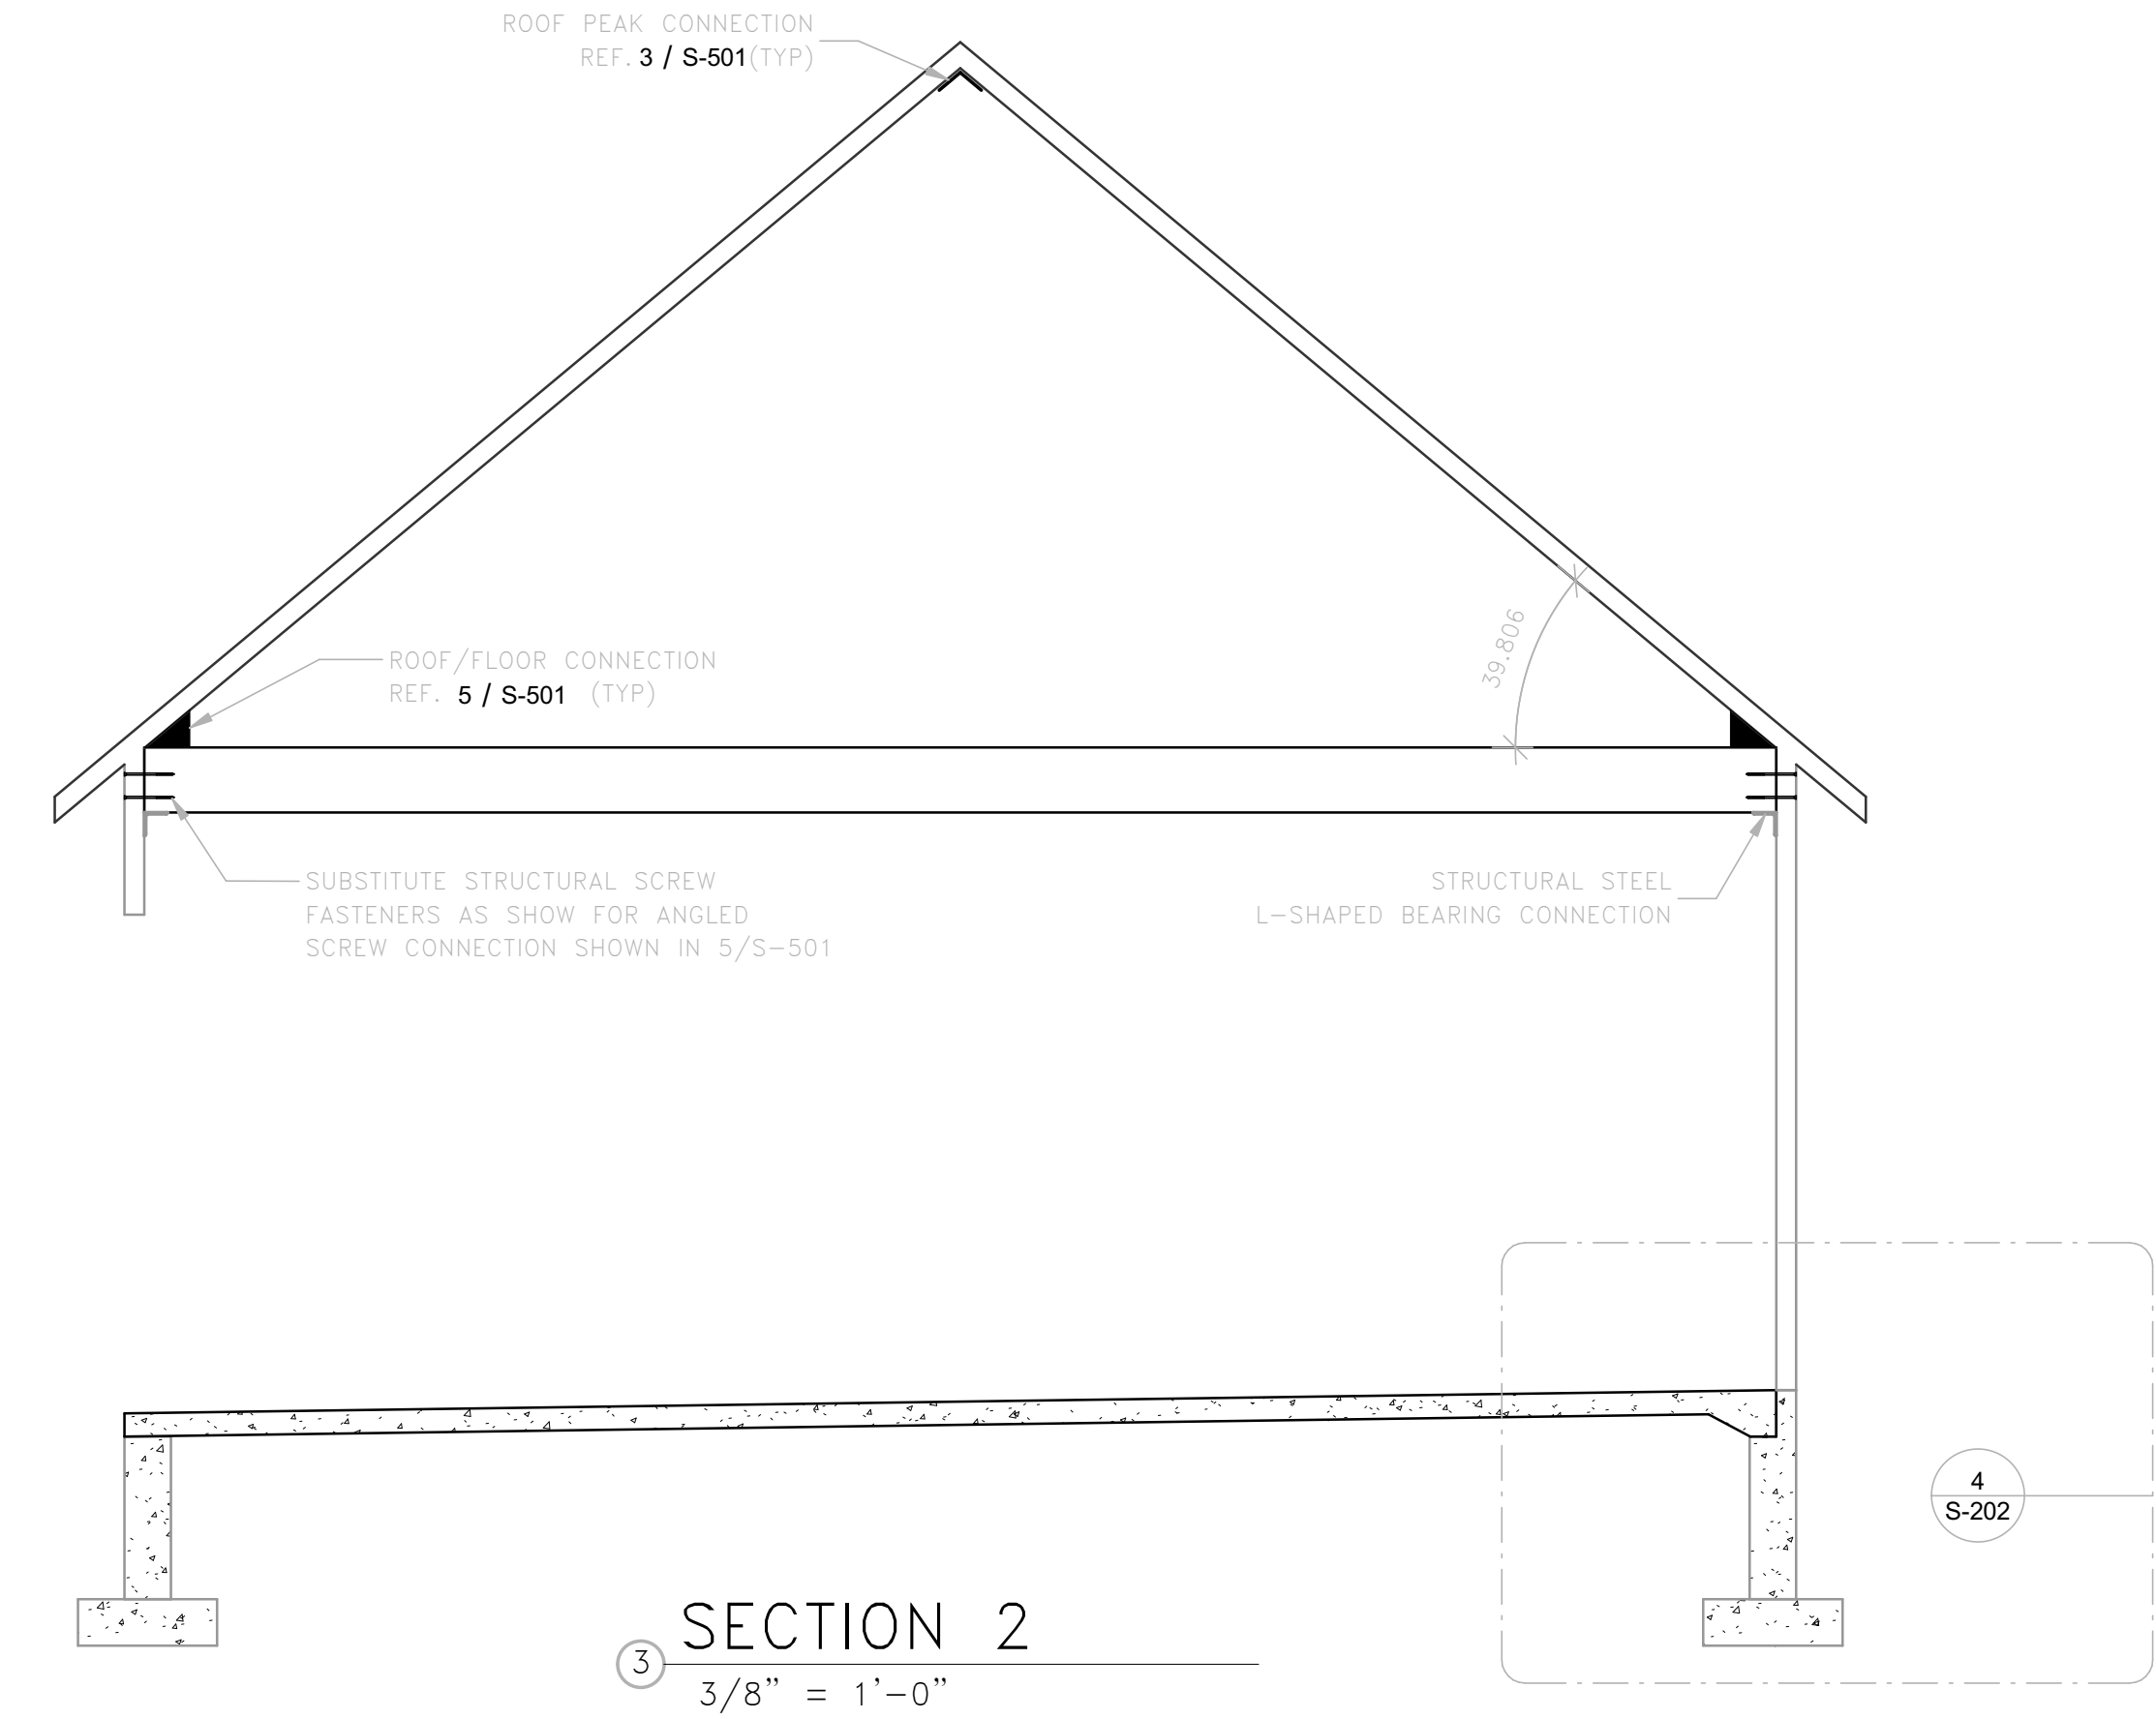 ROOF PEAK CONNECTION
REF. 3 / S-501 (TYP)
39.806
ROOF/FLOOR CONNECTION
REF. 5 / S-501 (TYP)
SUBSTITUTE STRUCTURAL SCREW
FASTENERS AS SHOW FOR ANGLED
SCREW CONNECTION SHOWN IN 5/S-501
STRUCTURAL STEEL
L-SHAPED BEARING CONNECTION
4
S-202
3
SECTION 2
3/8” = 1’-0”